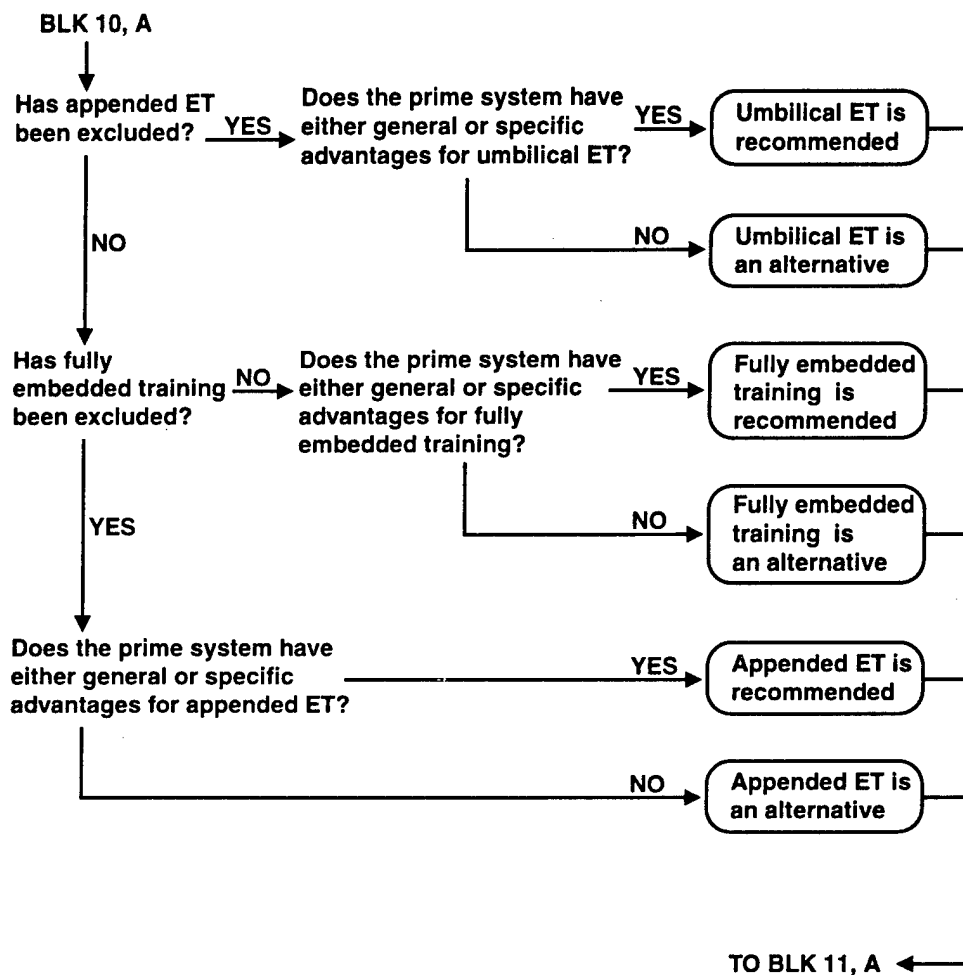 BLK 10, A
Has appended ET
been excluded?
YES
Does the prime system have
either general or specific
advantages for umbilical ET?
YES
Umbilical ET is
recommended
NO
NO
Umbilical ET is
an alternative
Has fully
embedded training
been excluded?
NO
Does the prime system have
either general or specific
advantages for fully
embedded training?
YES
Fully embedded
training is
recommended
YES
NO
Fully embedded
training is
an alternative
Does the prime system have
either general or specific
advantages for appended ET?
YES
Appended ET is
recommended
NO
Appended ET is
an alternative
TO BLK 11, A